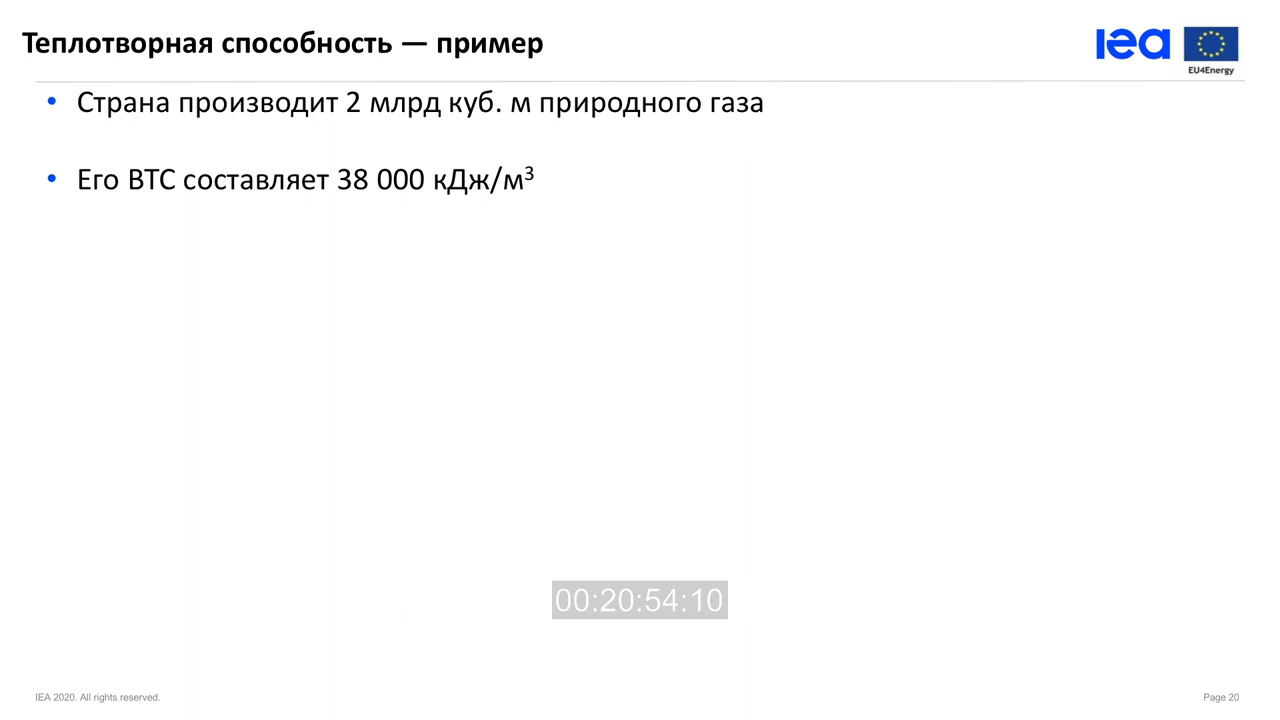 Теплотворная способность — пример
iea
EU4Energy
• Страна производит 2 млрд куб. м природного газа
• Его ВТС составляет 38 000 кДж/м³
00:20:54:10
IEA 2020. All rights reserved.
Page 20